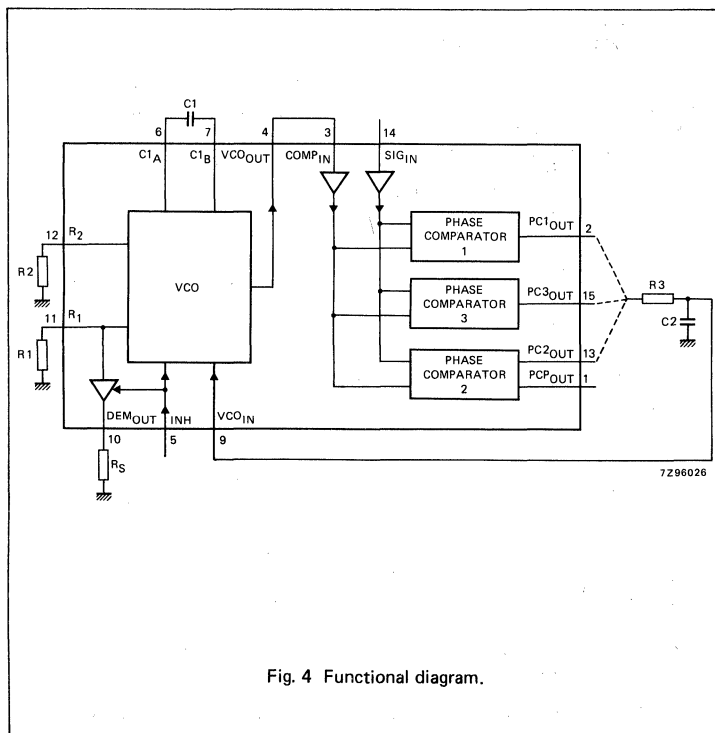 C1
6 7 4 3 14
C1A C1B VCOOUT COMPIN SIGIN
12 R2
R2
11 R1
R1
VCO
PHASE
COMPARATOR
1
PC1OUT 2
PHASE
COMPARATOR
3
PC3OUT 15
PHASE
COMPARATOR
2
PC2OUT 13
PCPOUT 1
R3
C2
DEMOUT INH VCOIN
10 5 9
RS
7Z96026
Fig. 4 Functional diagram.